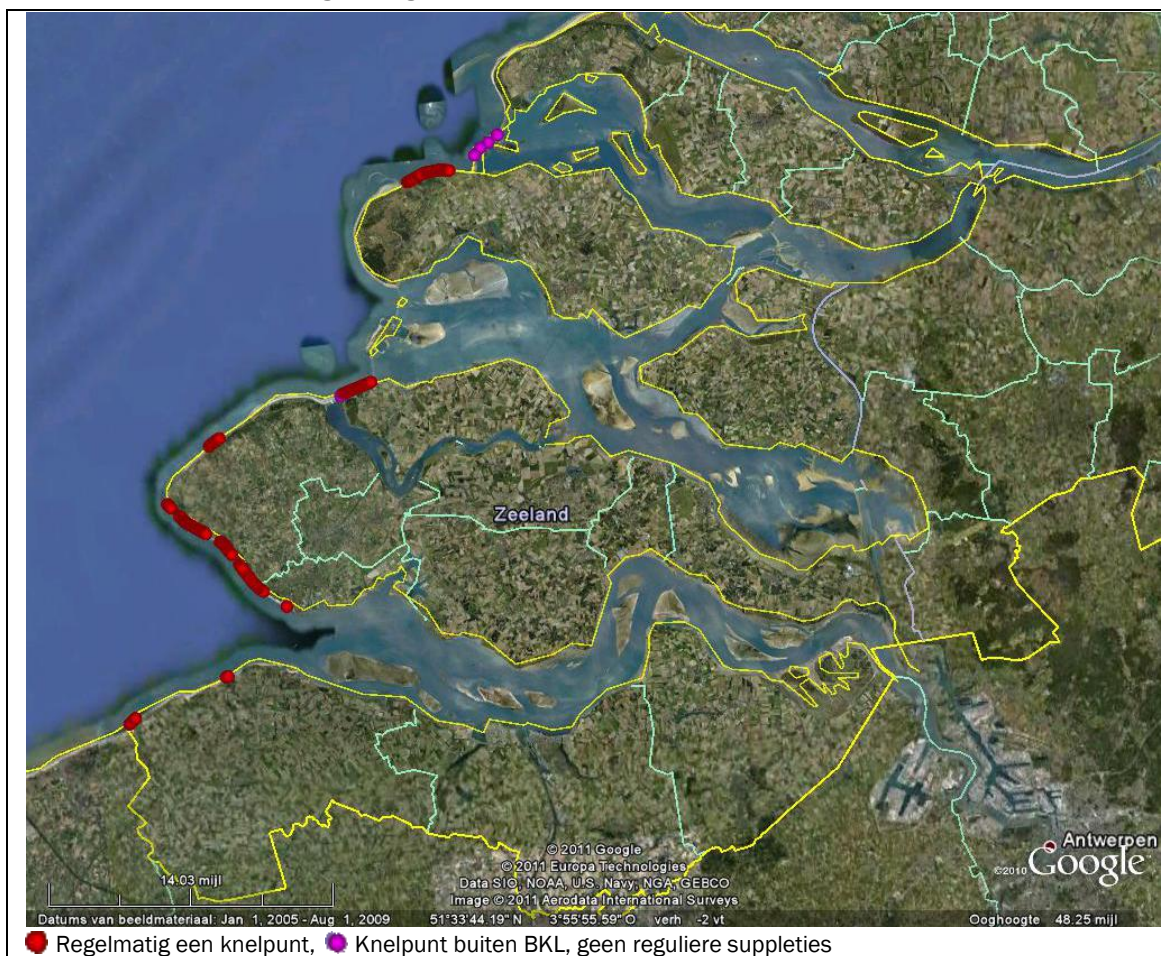 Zeeland
Antwerpen
© 2011 Google
© 2011 Europa Technologies
Data SIO, NOAA, U.S. Navy, NGA, GEBCO
Image © 2011 Aerodata International Surveys
©2010 Google
14.03 mijl
Datums van beeldmateriaal: Jan 1, 2005 - Aug 1, 2009 51°33'44.19" N 3°55'55.59" O verh -2 vt Ooghoogte 48.25 mijl
Regelmatig een knelpunt, Knelpunt buiten BKL, geen reguliere suppleties